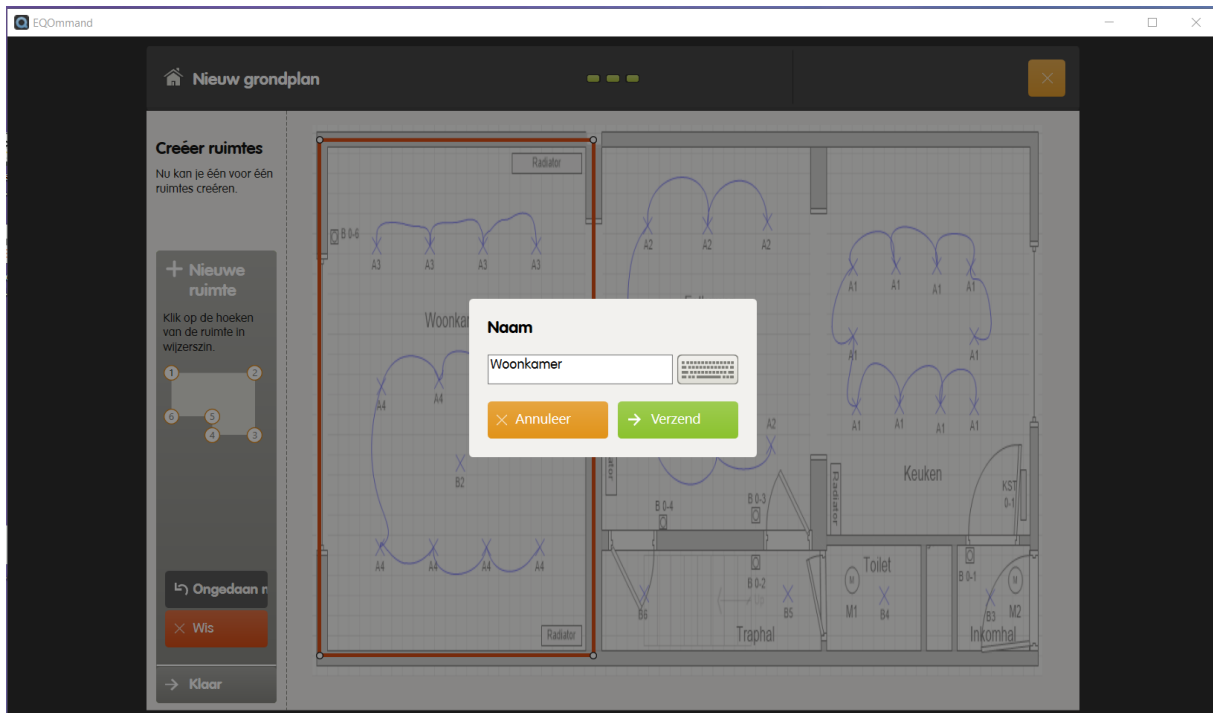 EQOmmand
Nieuw grondplan
Creéer ruimtes
Nu kan je één voor één
ruimtes creéren.
Nieuwe
ruimte
Klik op de hoeken
van de ruimte in
wijzerszin.
1 2
6 5
4 3
Ongedaan
Wis
Klaar
Radiator
B 0-6
A3 A3 A3 A3
A2 A2 A2
A1 A1 A1 A1
Naam
Woonkamer
Annuleer
Verzend
A1 A1
A4 A4
A2
A1 A1 A1 A1
B2
Radiator
Keuken
KST
0-1
B 0-4
B 0-3
A4 A4 A4 A4
B 0-2
Toilet
B 0-1
M
M
Up
B6 B5 M1 B4 B3 M2
Radiator
Traphal
Inkomhal